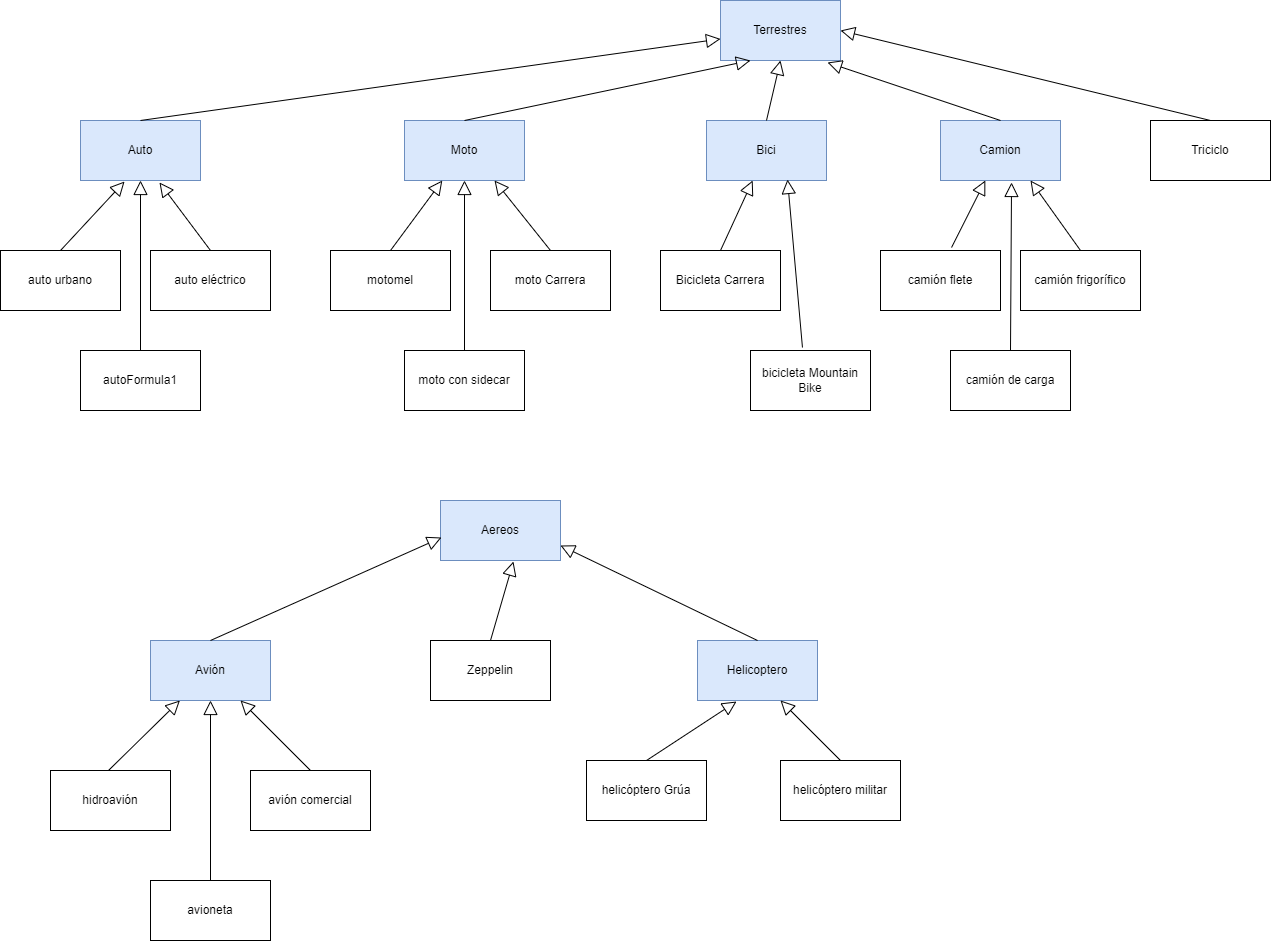 Terrestres
Auto
Moto
Bici
Camion
Triciclo
auto urbano
auto eléctrico
motomel
moto Carrera
Bicicleta Carrera
camión flete
camión frigorífico
autoFormula1
moto con sidecar
bicicleta Mountain
Bike
camión de carga
Aereos
Avión
Zeppelin
Helicoptero
hidroavión
avión comercial
helicóptero Grúa
helicóptero militar
avioneta